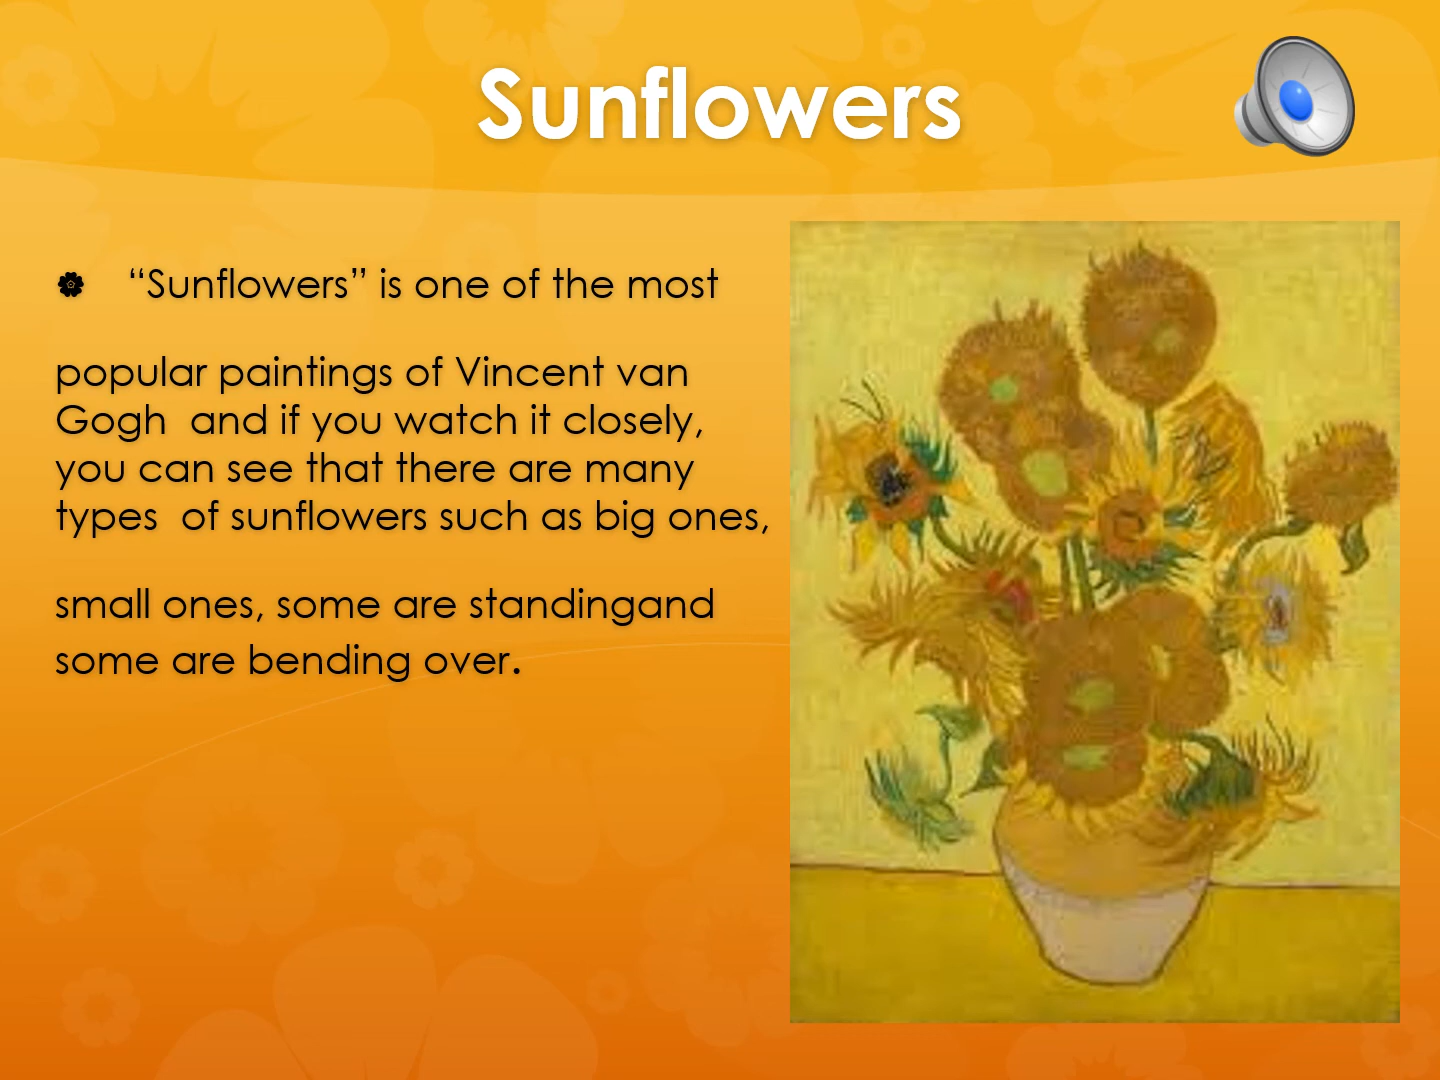 Sunflowers
“Sunflowers” is one of the most
popular paintings of Vincent van
Gogh  and if you watch it closely,
you can see that there are many
types  of sunflowers such as big ones,
small ones, some are standingand
some are bending over.